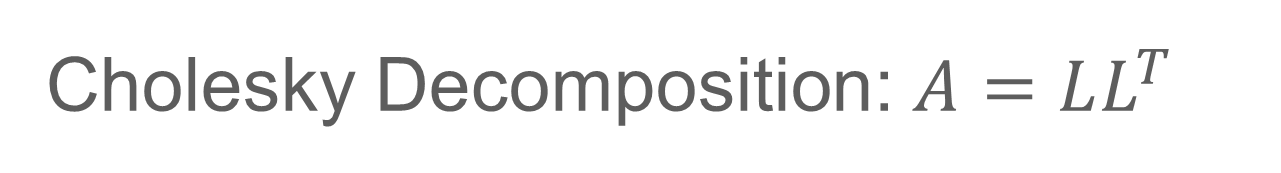 Cholesky Decomposition: $A = LL^T$